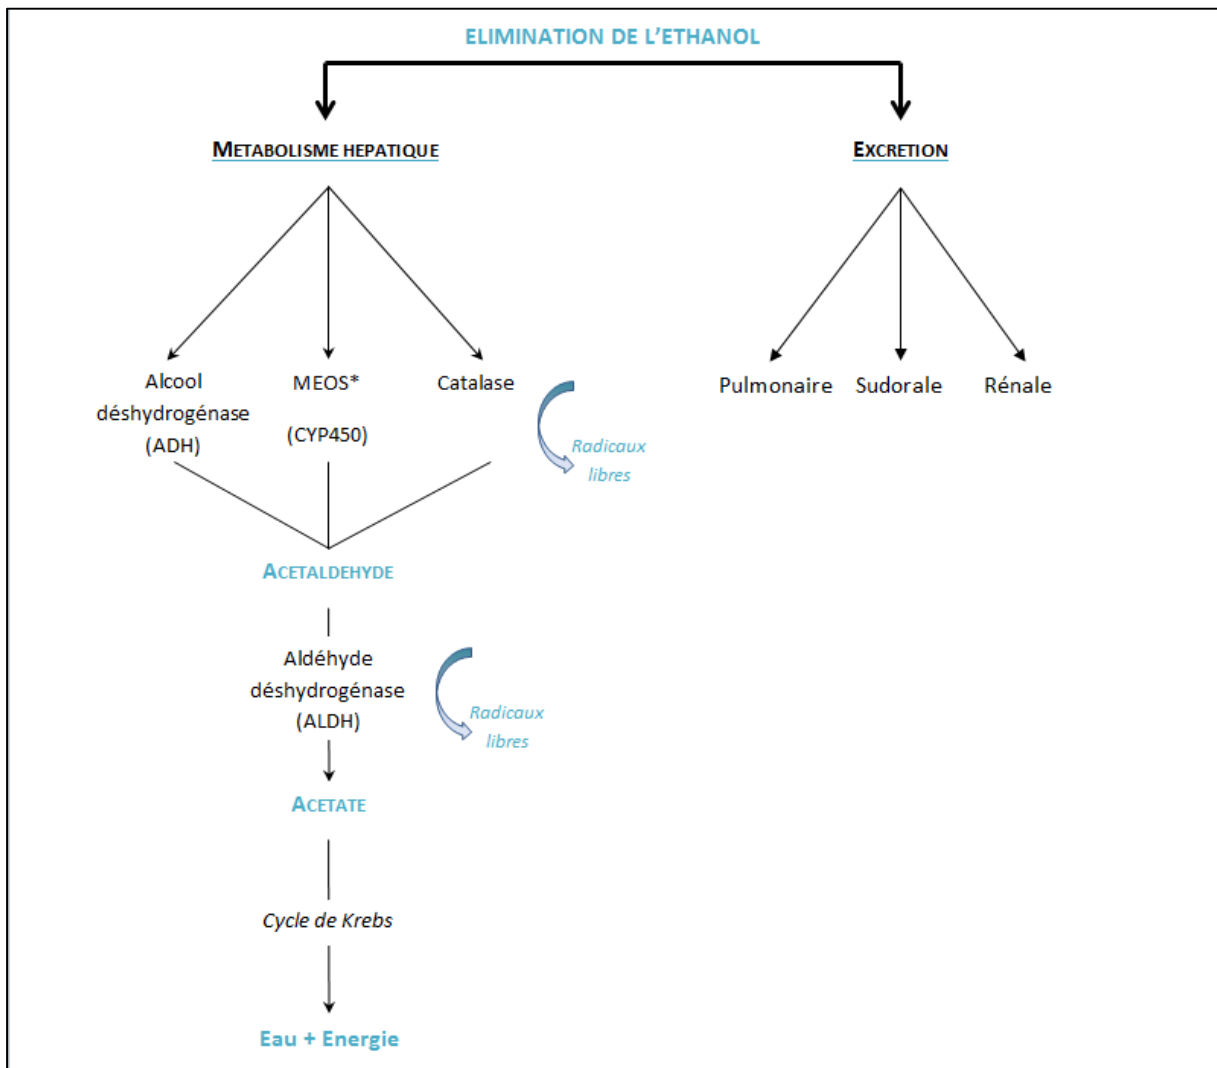 ELIMINATION DE L’ETHANOL
METABOLISME HEPATIQUE
EXCRETION
Alcool
déshydrogénase
(ADH)
MEOS*
(CYP450)
Catalase
Radicaux
libres
Pulmonaire
Sudorale
Rénale
ACETALDEHYDE
Aldéhyde
déshydrogénase
(ALDH)
Radicaux
libres
ACETATE
Cycle de Krebs
Eau + Energie